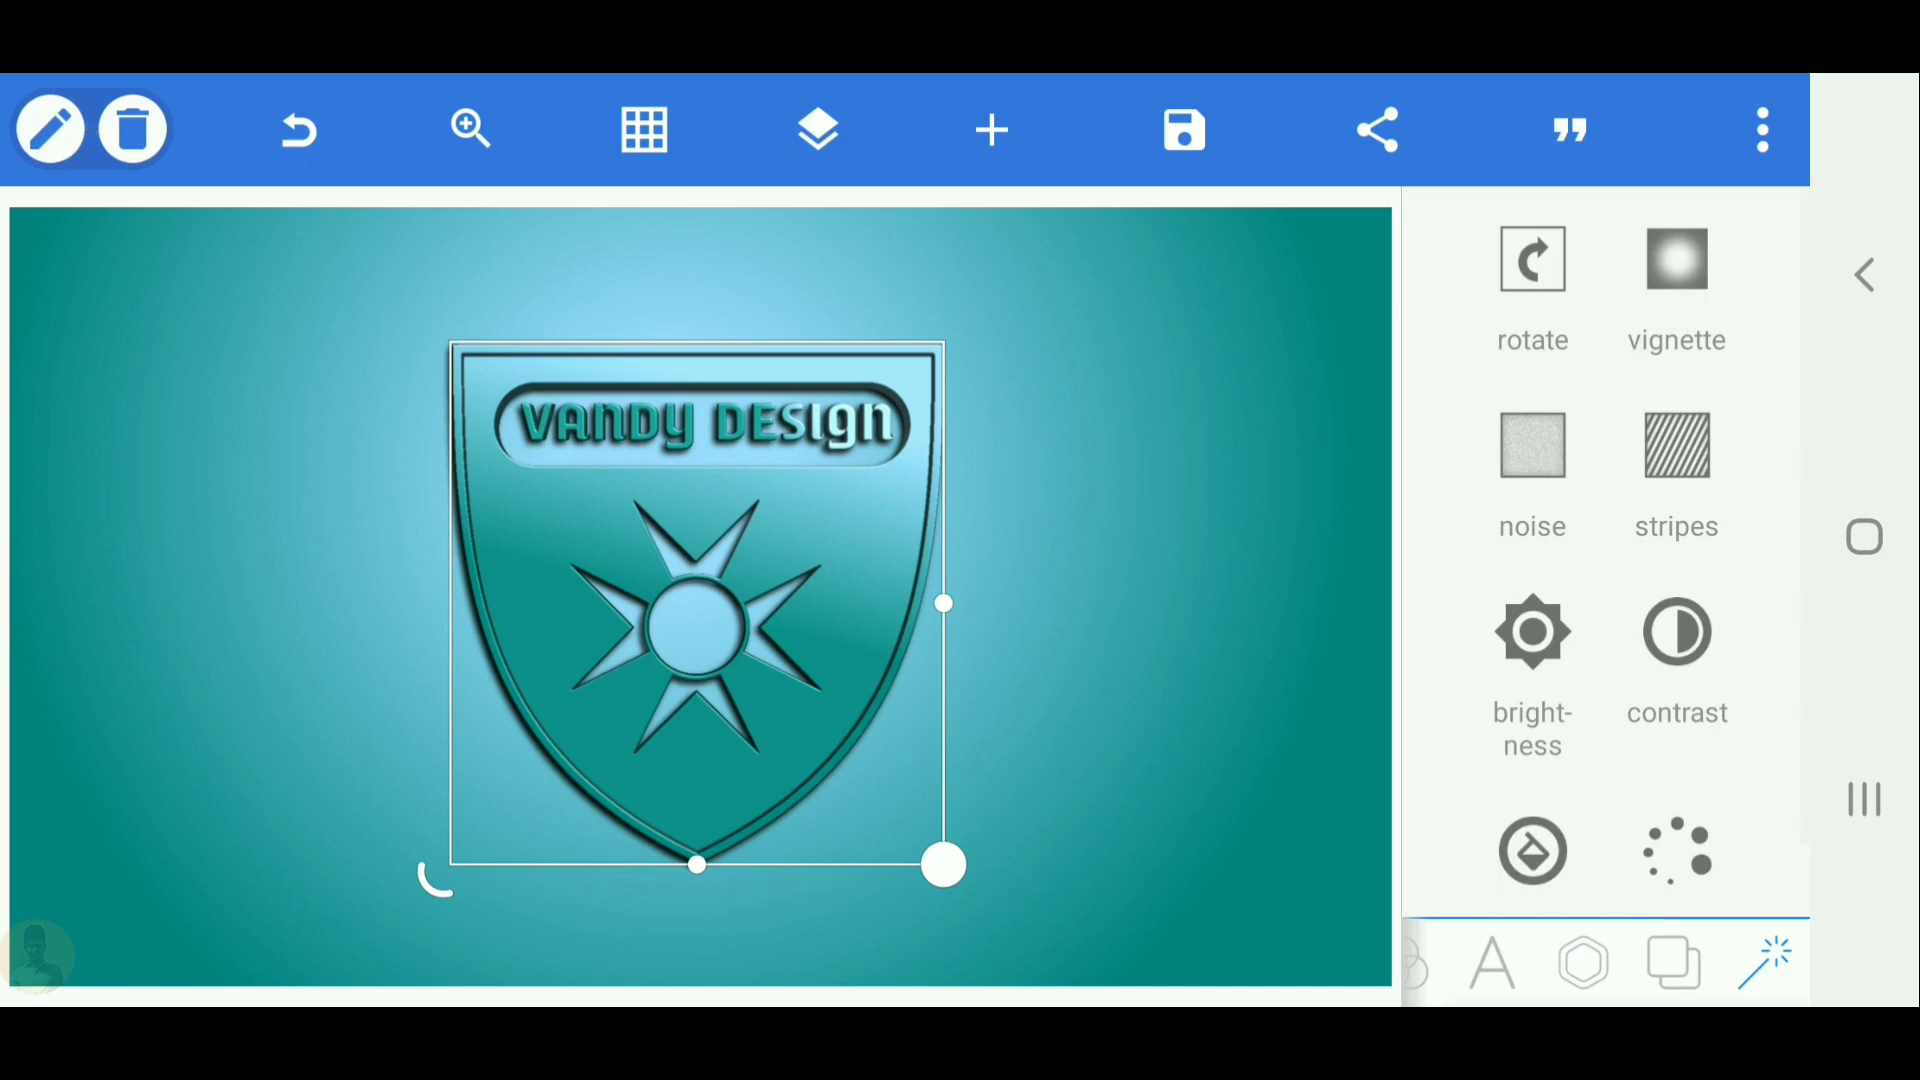 VANDY DESIgn
rotate
vignette
noise
stripes
bright-
ness
contrast